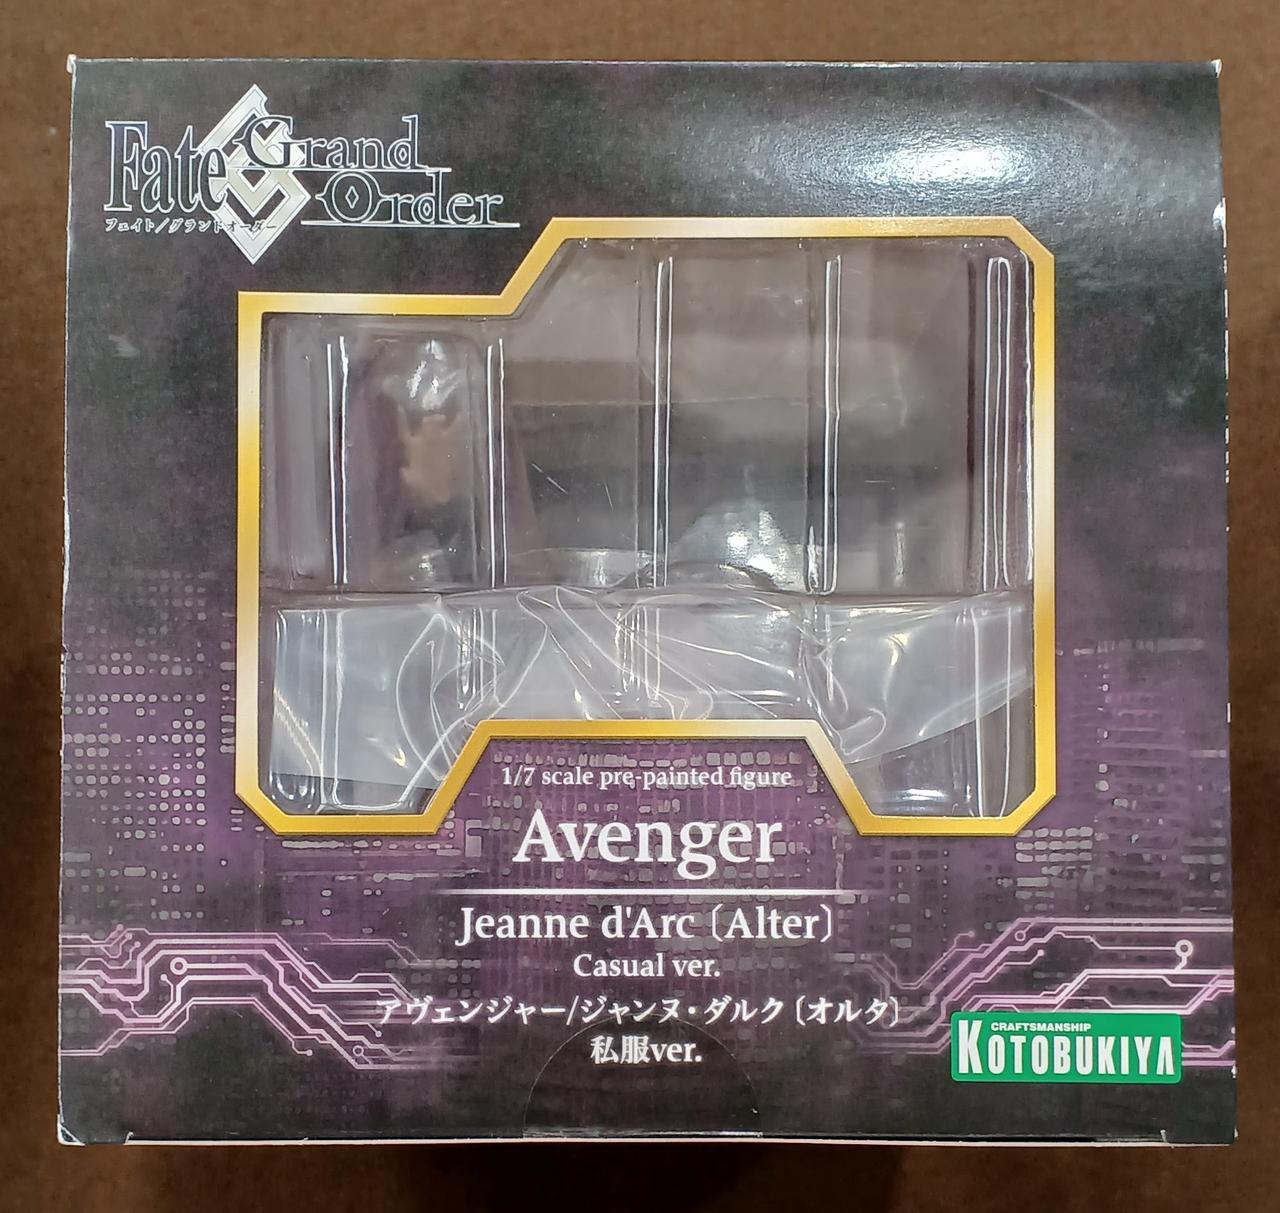 Fate/Grand Order
フェイト/グランドオーダー
1/7 scale pre-painted figure
Avenger
Jeanne d'Arc〔Alter〕
Casual ver.
アヴェンジャー/ジャンヌ・ダルク〔オルタ〕
私服ver.
CRAFTSMANSHIP
KOTOBUKIYA